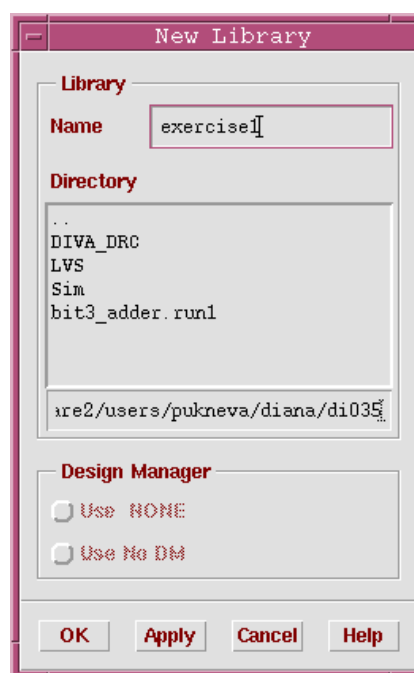 New Library
Library
Name exercise1
Directory
..
DIVA_DRC
LVS
Sim
bit3_adder.run1
are2/users/pukneva/diana/di035
Design Manager
Use NONE
Use No DM
OK Apply Cancel Help